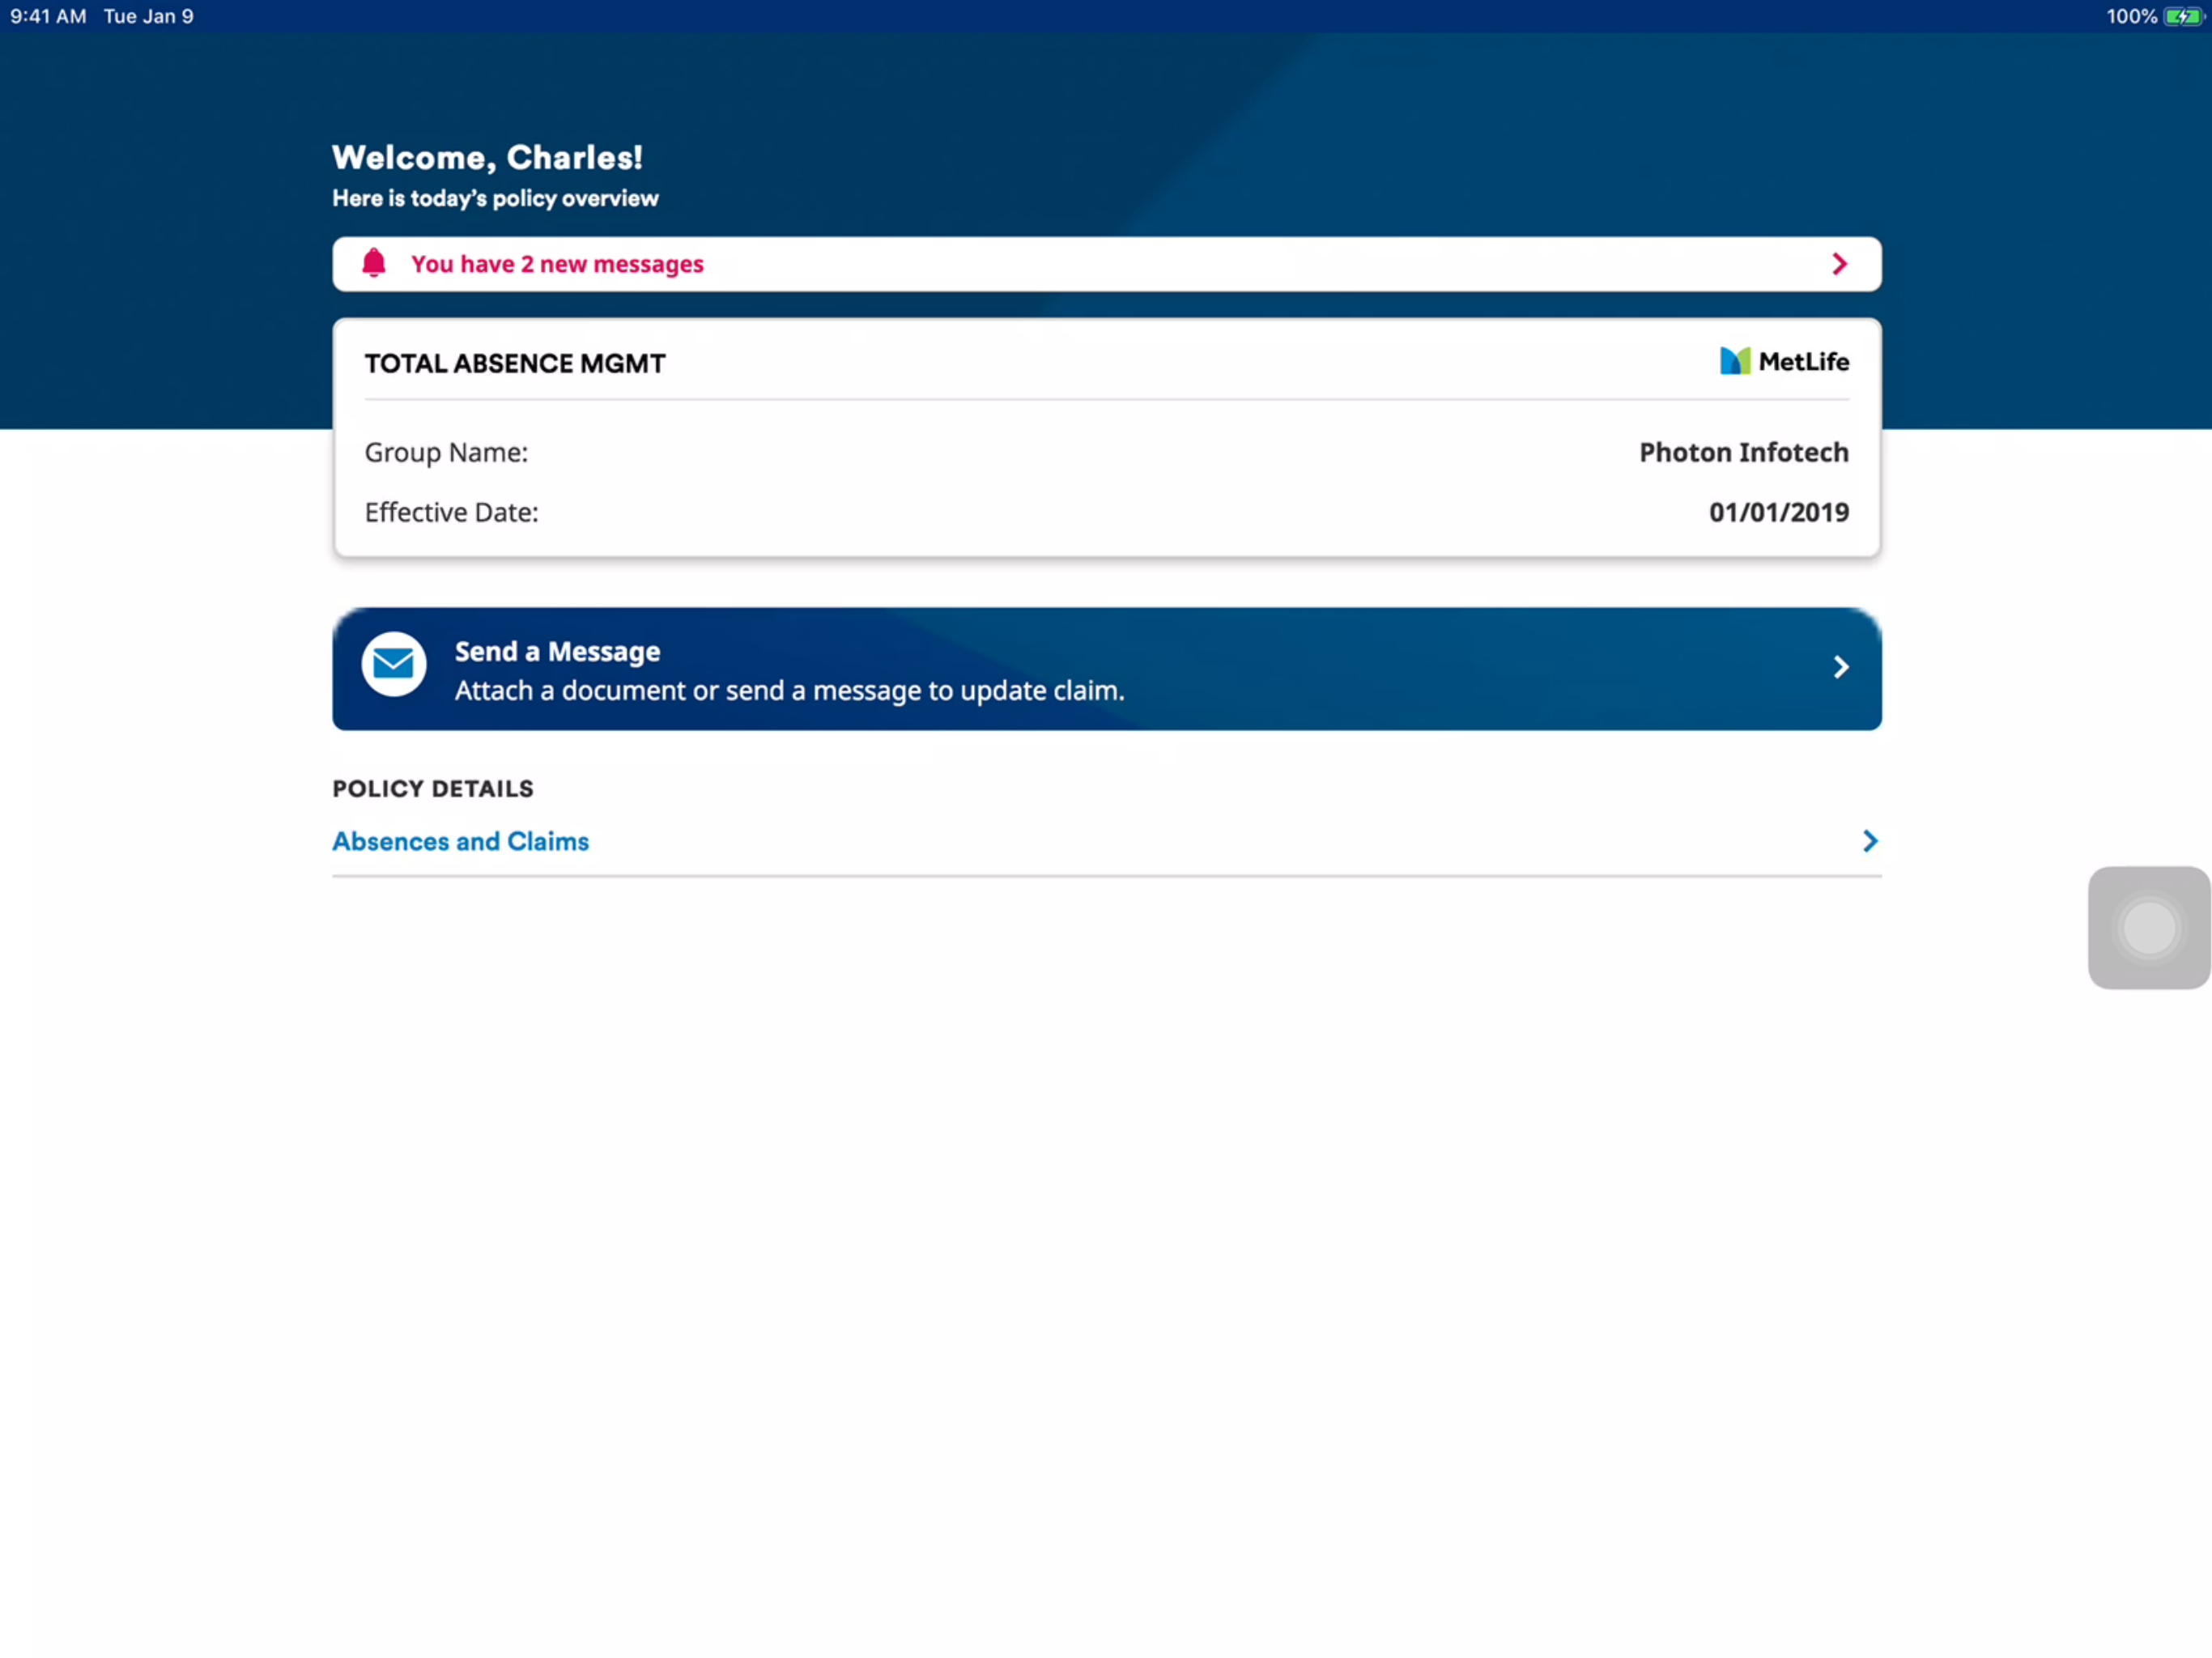 9:41 AM Tue Jan 9 100%
Welcome, Charles!
Here is today’s policy overview
You have 2 new messages
TOTAL ABSENCE MGMT MetLife
Group Name: Photon Infotech
Effective Date: 01/01/2019
Send a Message
Attach a document or send a message to update claim.
POLICY DETAILS
Absences and Claims